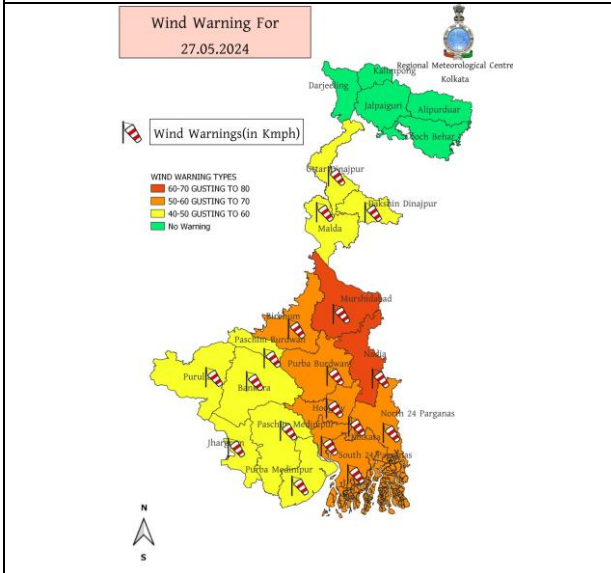 Wind Warning For
27.05.2024
Regional Meteorological Centre
Kolkata
Wind Warnings(in Kmph)
WIND WARNING TYPES
60-70 GUSTING TO 80
50-60 GUSTING TO 70
40-50 GUSTING TO 60
No Warning
Darjeeling
Kalimpong
Jalpaiguri
Alipurduar
Coch Behar
Uttar Dinajpur
Dakshin Dinajpur
Malda
Murshidabad
Birbhum
Paschim Burdwan
Nadia
Purba Burdwan
Purulia
Bankura
Hoogly
North 24 Parganas
Paschim Medinipur
Kolkata
Jhargram
South 24 Parganas
Purba Medinipur
N
S